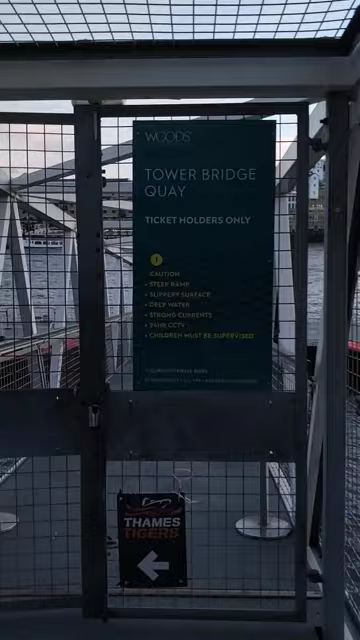 WOODS'
TOWER BRIDGE
QUAY
TICKET HOLDERS ONLY
!
CAUTION
• STEEP RAMP
• SLIPPERY SURFACE
• DEEP WATER
• STRONG CURRENTS
• 24HR CCTV
• CHILDREN MUST BE SUPERVISED
THAMES
TIGERS